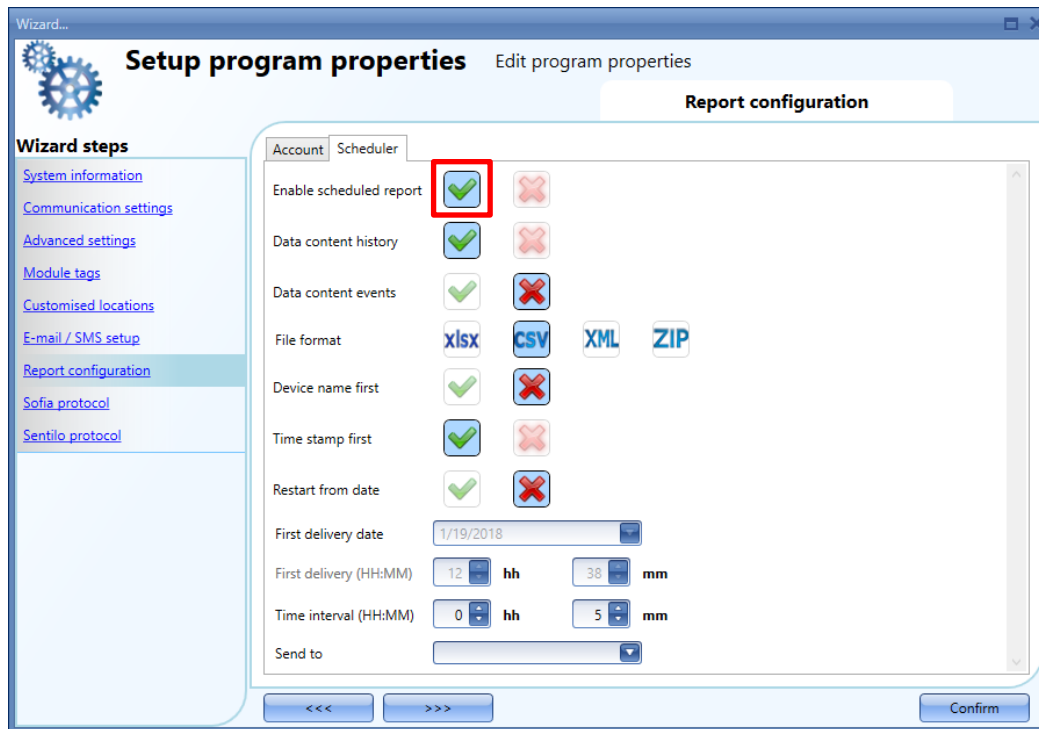 Wizard...
Setup program properties Edit program properties
Report configuration
Wizard steps
System information
Communication settings
Advanced settings
Module tags
Customised locations
E-mail / SMS setup
Report configuration
Sofia protocol
Sentilo protocol
Account Scheduler
Enable scheduled report
Data content history
Data content events
File format xlsx CSV XML ZIP
Device name first
Time stamp first
Restart from date
First delivery date 1/19/2018
First delivery (HH:MM) 12 hh 38 mm
Time interval (HH:MM) 0 hh 5 mm
Send to
<<< >>> Confirm